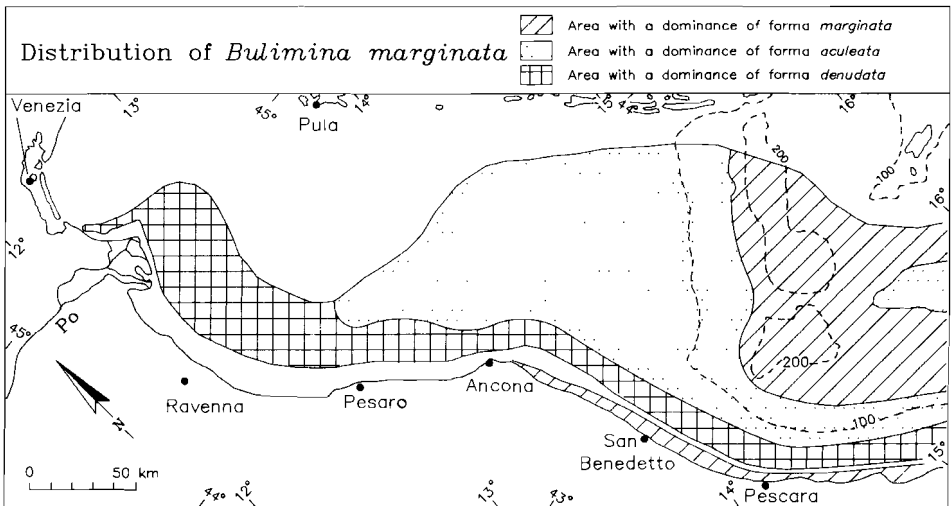 Distribution of Bulimina marginata
Area with a dominance of forma marginata
Area with a dominance of forma aculeata
Area with a dominance of forma denudata
Venezia
13°
45°
14°
Pula
15°
44°
16°
200
100
16°
12°
45°
Po
200
100
N
Ravenna
Pesaro
Ancona
San
Benedetto
Pescara
15°
0 50 km
44°
12°
13°
43°
14°